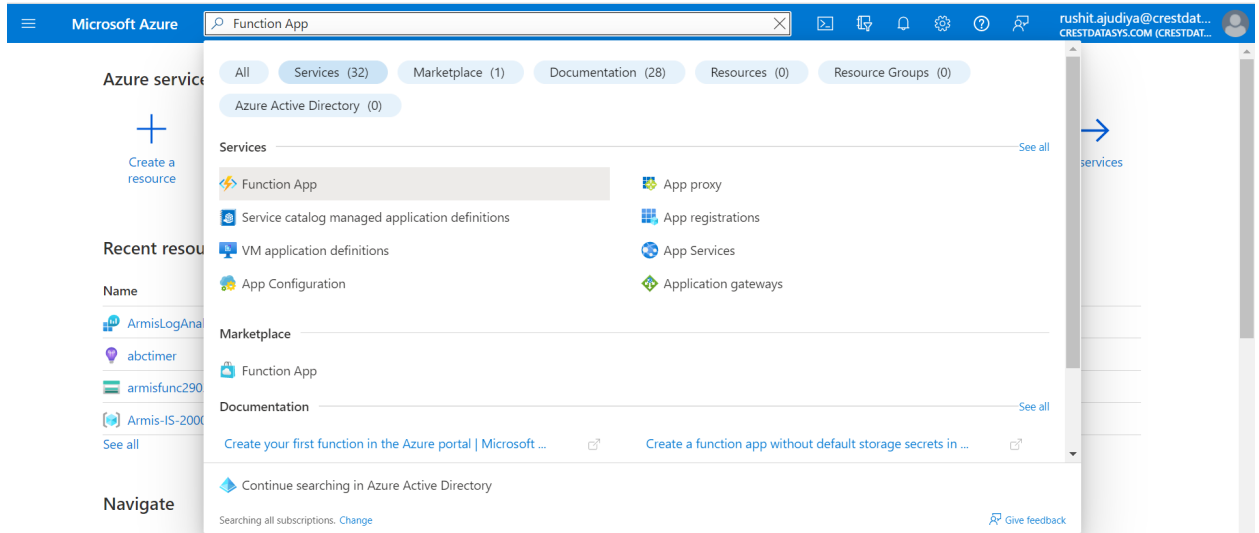 Microsoft Azure
Function App
rushit.ajudiya@crestdat...
CRESTDATASYS.COM (CRESTDAT...
All
Services (32)
Marketplace (1)
Documentation (28)
Resources (0)
Resource Groups (0)
Azure Active Directory (0)
Azure service
Create a
resource
services
Services
See all
Function App
App proxy
Service catalog managed application definitions
App registrations
VM application definitions
App Services
App Configuration
Application gateways
Recent resou
Name
ArmisLogAnal
abctimer
armisfunc290
Armis-IS-2000
See all
Marketplace
Function App
Documentation
See all
Create your first function in the Azure portal | Microsoft ...
Create a function app without default storage secrets in ...
Continue searching in Azure Active Directory
Navigate
Searching all subscriptions. Change
Give feedback